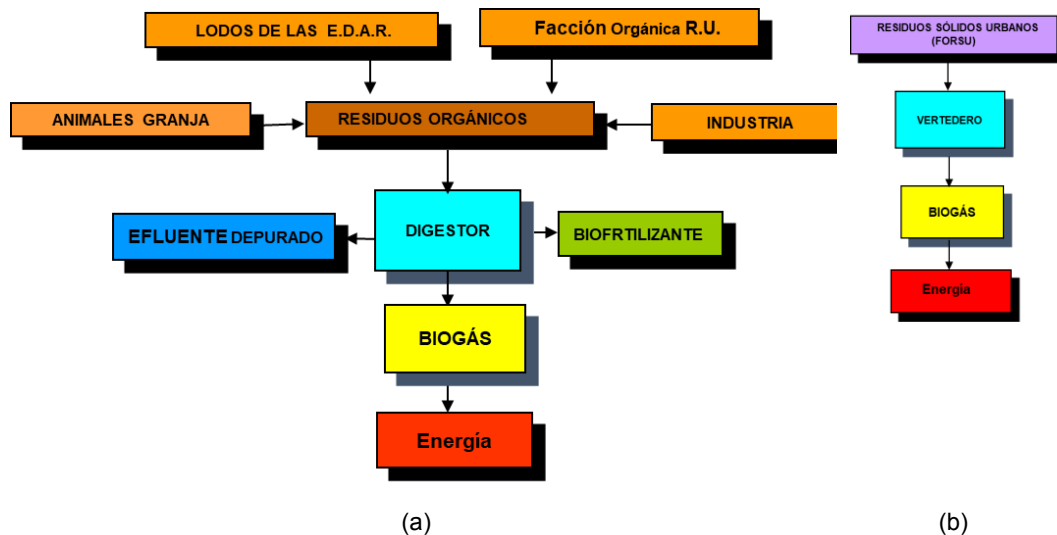 LODOS DE LAS E.D.A.R.
Facción Orgánica R.U.
ANIMALES GRANJA
RESIDUOS ORGÁNICOS
INDUSTRIA
EFLUENTE DEPURADO
DIGESTOR
BIOFRTILIZANTE
BIOGÁS
Energía
(a)
RESIDUOS SÓLIDOS URBANOS
(FORSU)
VERTEDERO
BIOGÁS
Energía
(b)